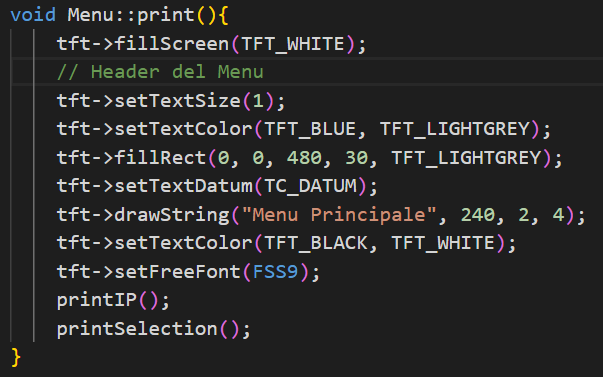 void Menu::print(){
    tft->fillScreen(TFT_WHITE);
    // Header del Menu
    tft->setTextSize(1);
    tft->setTextColor(TFT_BLUE, TFT_LIGHTGREY);
    tft->fillRect(0, 0, 480, 30, TFT_LIGHTGREY);
    tft->setTextDatum(TC_DATUM);
    tft->drawString("Menu Principale", 240, 2, 4);
    tft->setTextColor(TFT_BLACK, TFT_WHITE);
    tft->setFreeFont(FSS9);
    printIP();
    printSelection();
}